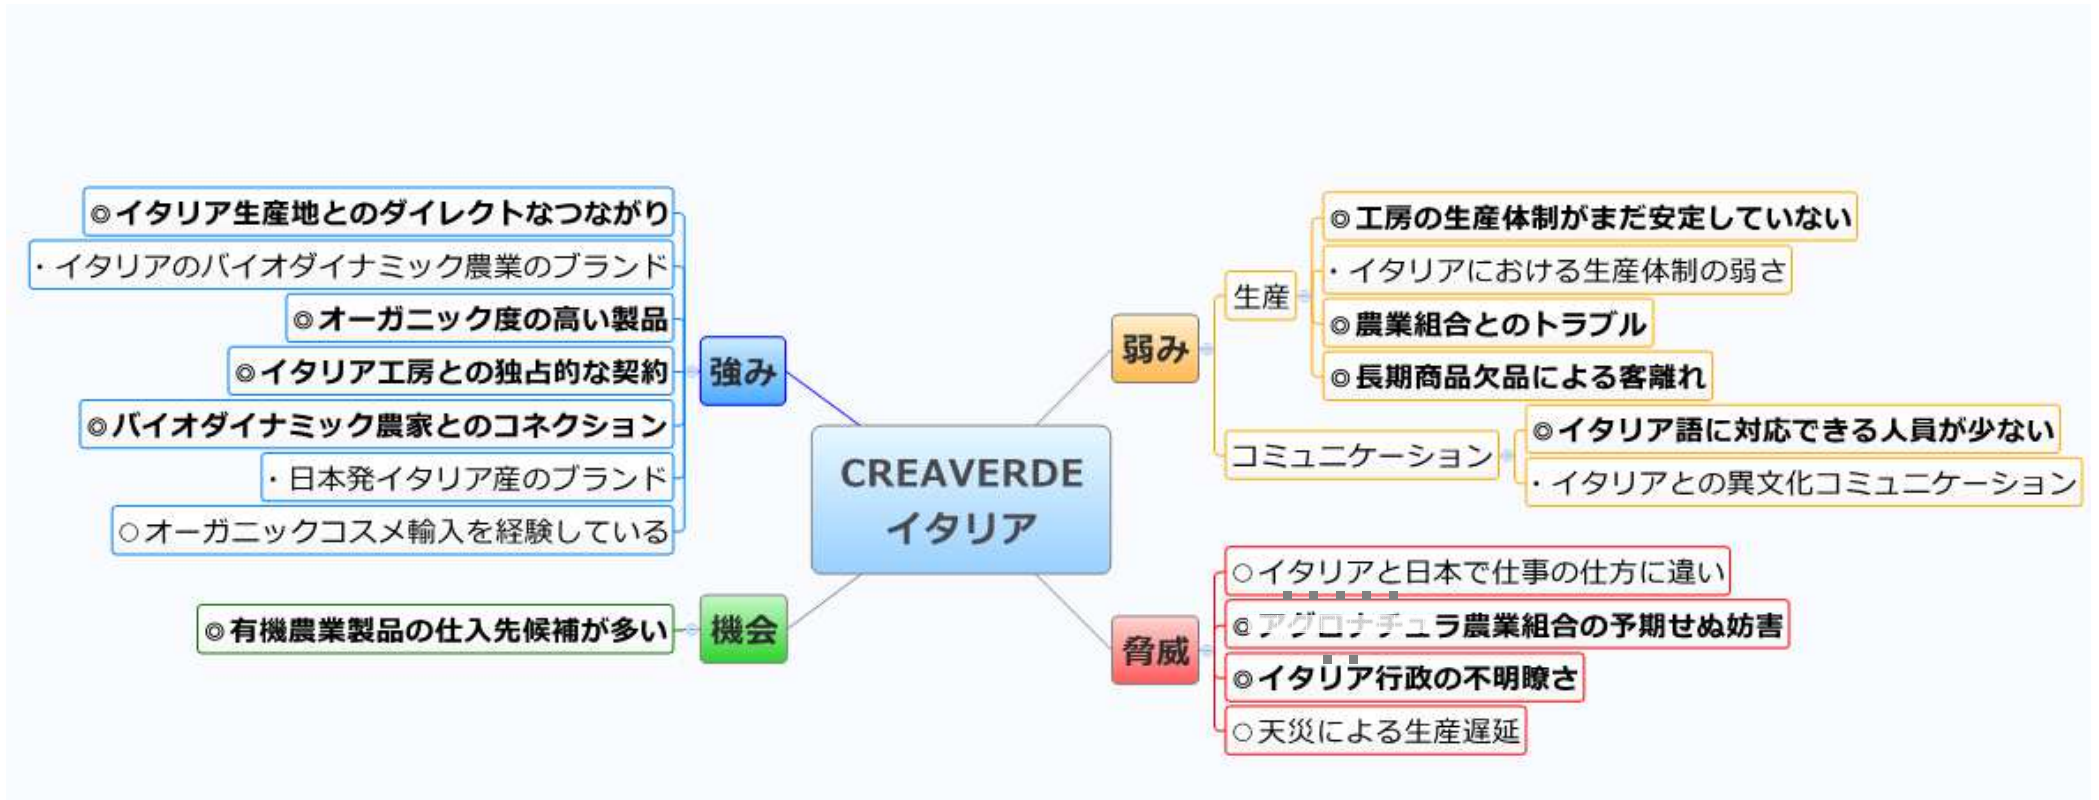 CREAVERDE
イタリア
強み
◎イタリア生産地とのダイレクトなつながり
・イタリアのバイオダイナミック農業のブランド
◎オーガニック度の高い製品
◎イタリア工房との独占的な契約
◎バイオダイナミック農家とのコネクション
・日本発イタリア産のブランド
○オーガニックコスメ輸入を経験している
機会
◎有機農業製品の仕入先候補が多い
弱み
生産
◎工房の生産体制がまだ安定していない
・イタリアにおける生産体制の弱さ
◎農業組合とのトラブル
◎長期商品欠品による客離れ
コミュニケーション
◎イタリア語に対応できる人員が少ない
・イタリアとの異文化コミュニケーション
脅威
○イタリアと日本で仕事の仕方に違い
◎アグロナチュラ農業組合の予期せぬ妨害
◎イタリア行政の不明瞭さ
○天災による生産遅延